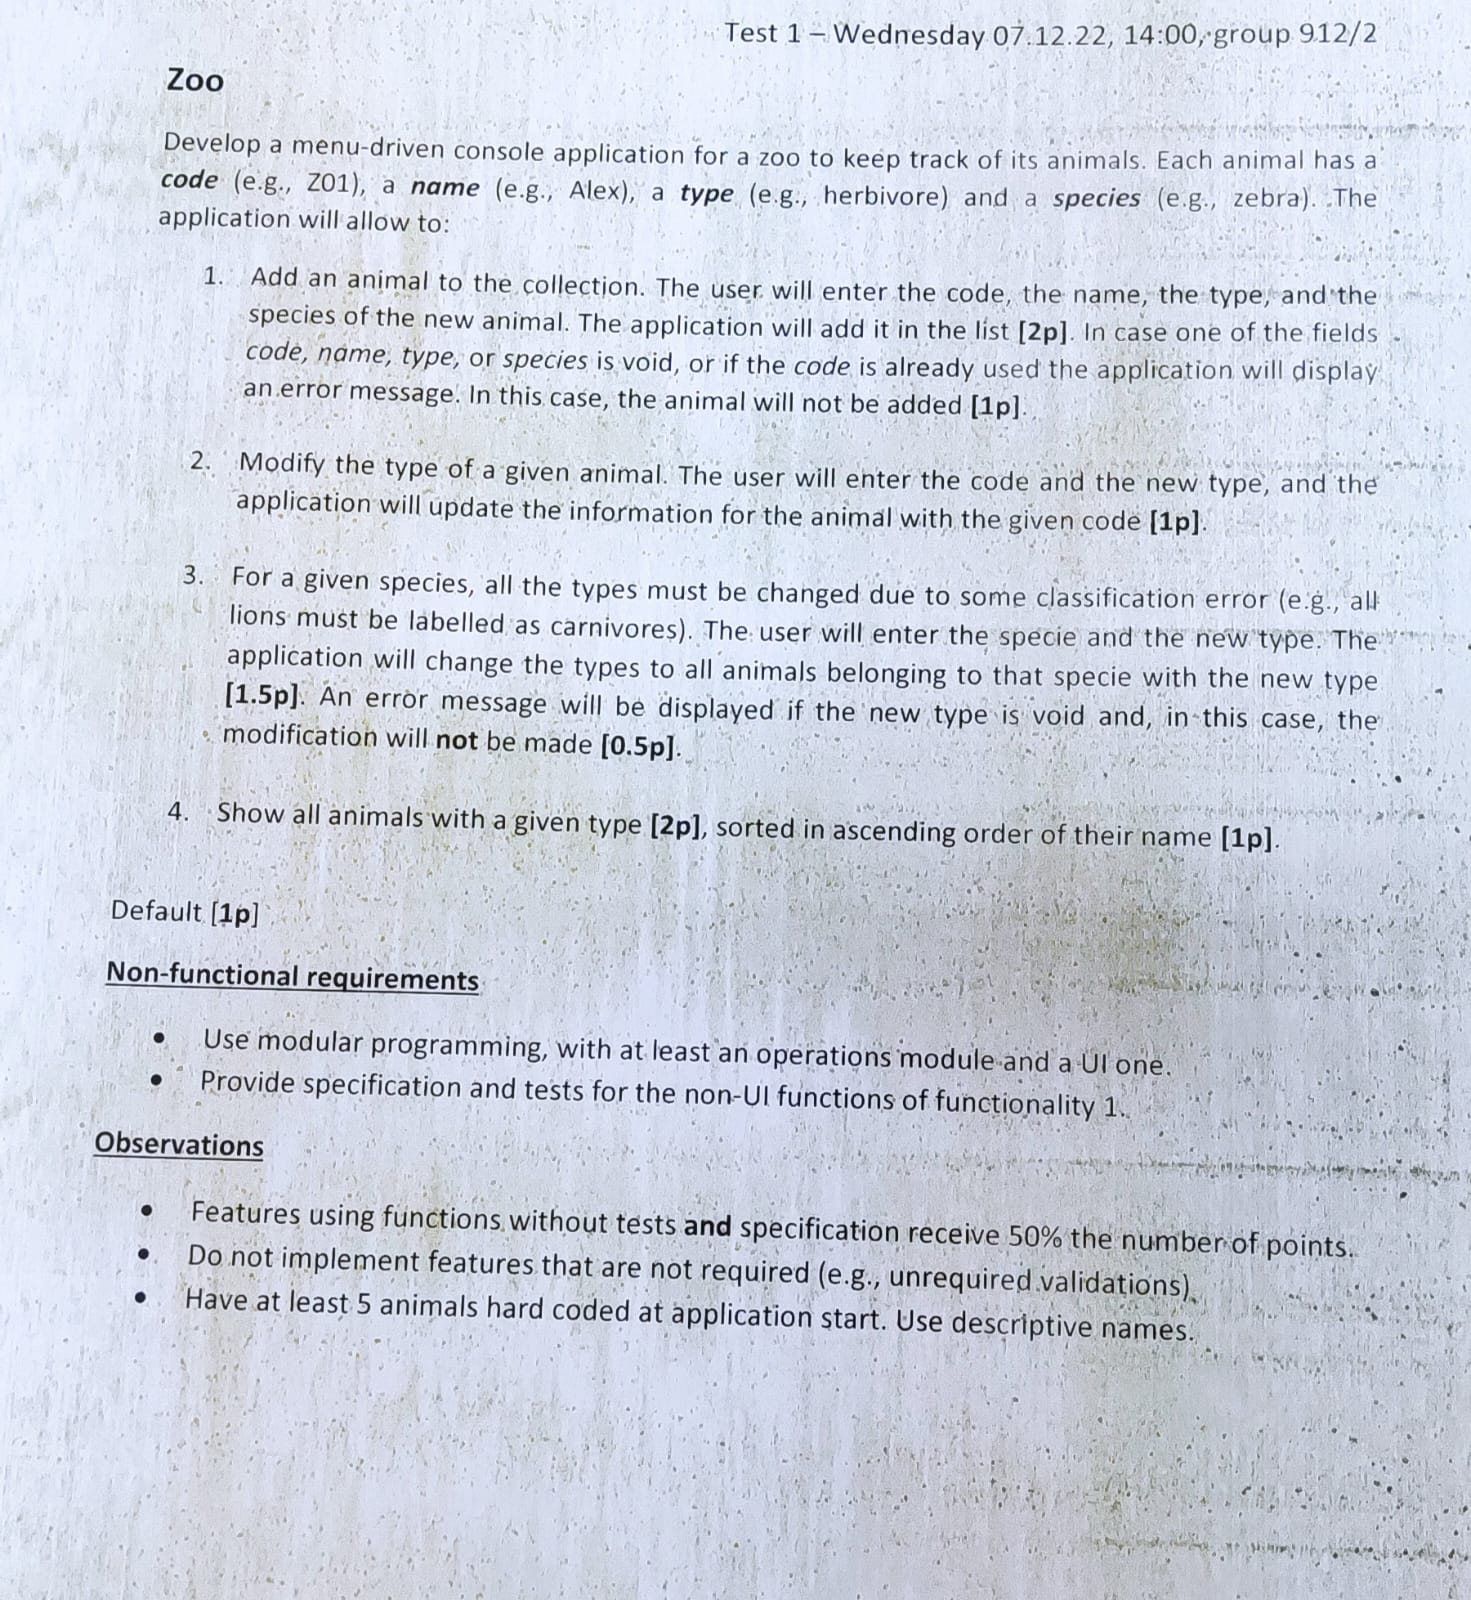 Test 1 – Wednesday 07.12.22, 14:00, group 912/2
Zoo
Develop a menu-driven console application for a zoo to keep track of its animals. Each animal has a
code (e.g., Z01), a name (e.g., Alex), a type (e.g., herbivore) and a species (e.g., zebra). The
application will allow to:
1. Add an animal to the collection. The user will enter the code, the name, the type, and the
species of the new animal. The application will add it in the list [2p]. In case one of the fields
code, name, type, or species is void, or if the code is already used the application will display
an error message. In this case, the animal will not be added [1p].
2. Modify the type of a given animal. The user will enter the code and the new type, and the
application will update the information for the animal with the given code [1p].
3. For a given species, all the types must be changed due to some classification error (e.g., all
lions must be labelled as carnivores). The user will enter the specie and the new type. The
application will change the types to all animals belonging to that specie with the new type
[1.5p]. An error message will be displayed if the new type is void and, in this case, the
modification will not be made [0.5p].
4. Show all animals with a given type [2p], sorted in ascending order of their name [1p].
Default [1p]
Non-functional requirements
• Use modular programming, with at least an operations module and a UI one.
• Provide specification and tests for the non-UI functions of functionality 1.
Observations
• Features using functions without tests and specification receive 50% the number of points.
• Do not implement features that are not required (e.g., unrequired validations)
• Have at least 5 animals hard coded at application start. Use descriptive names.